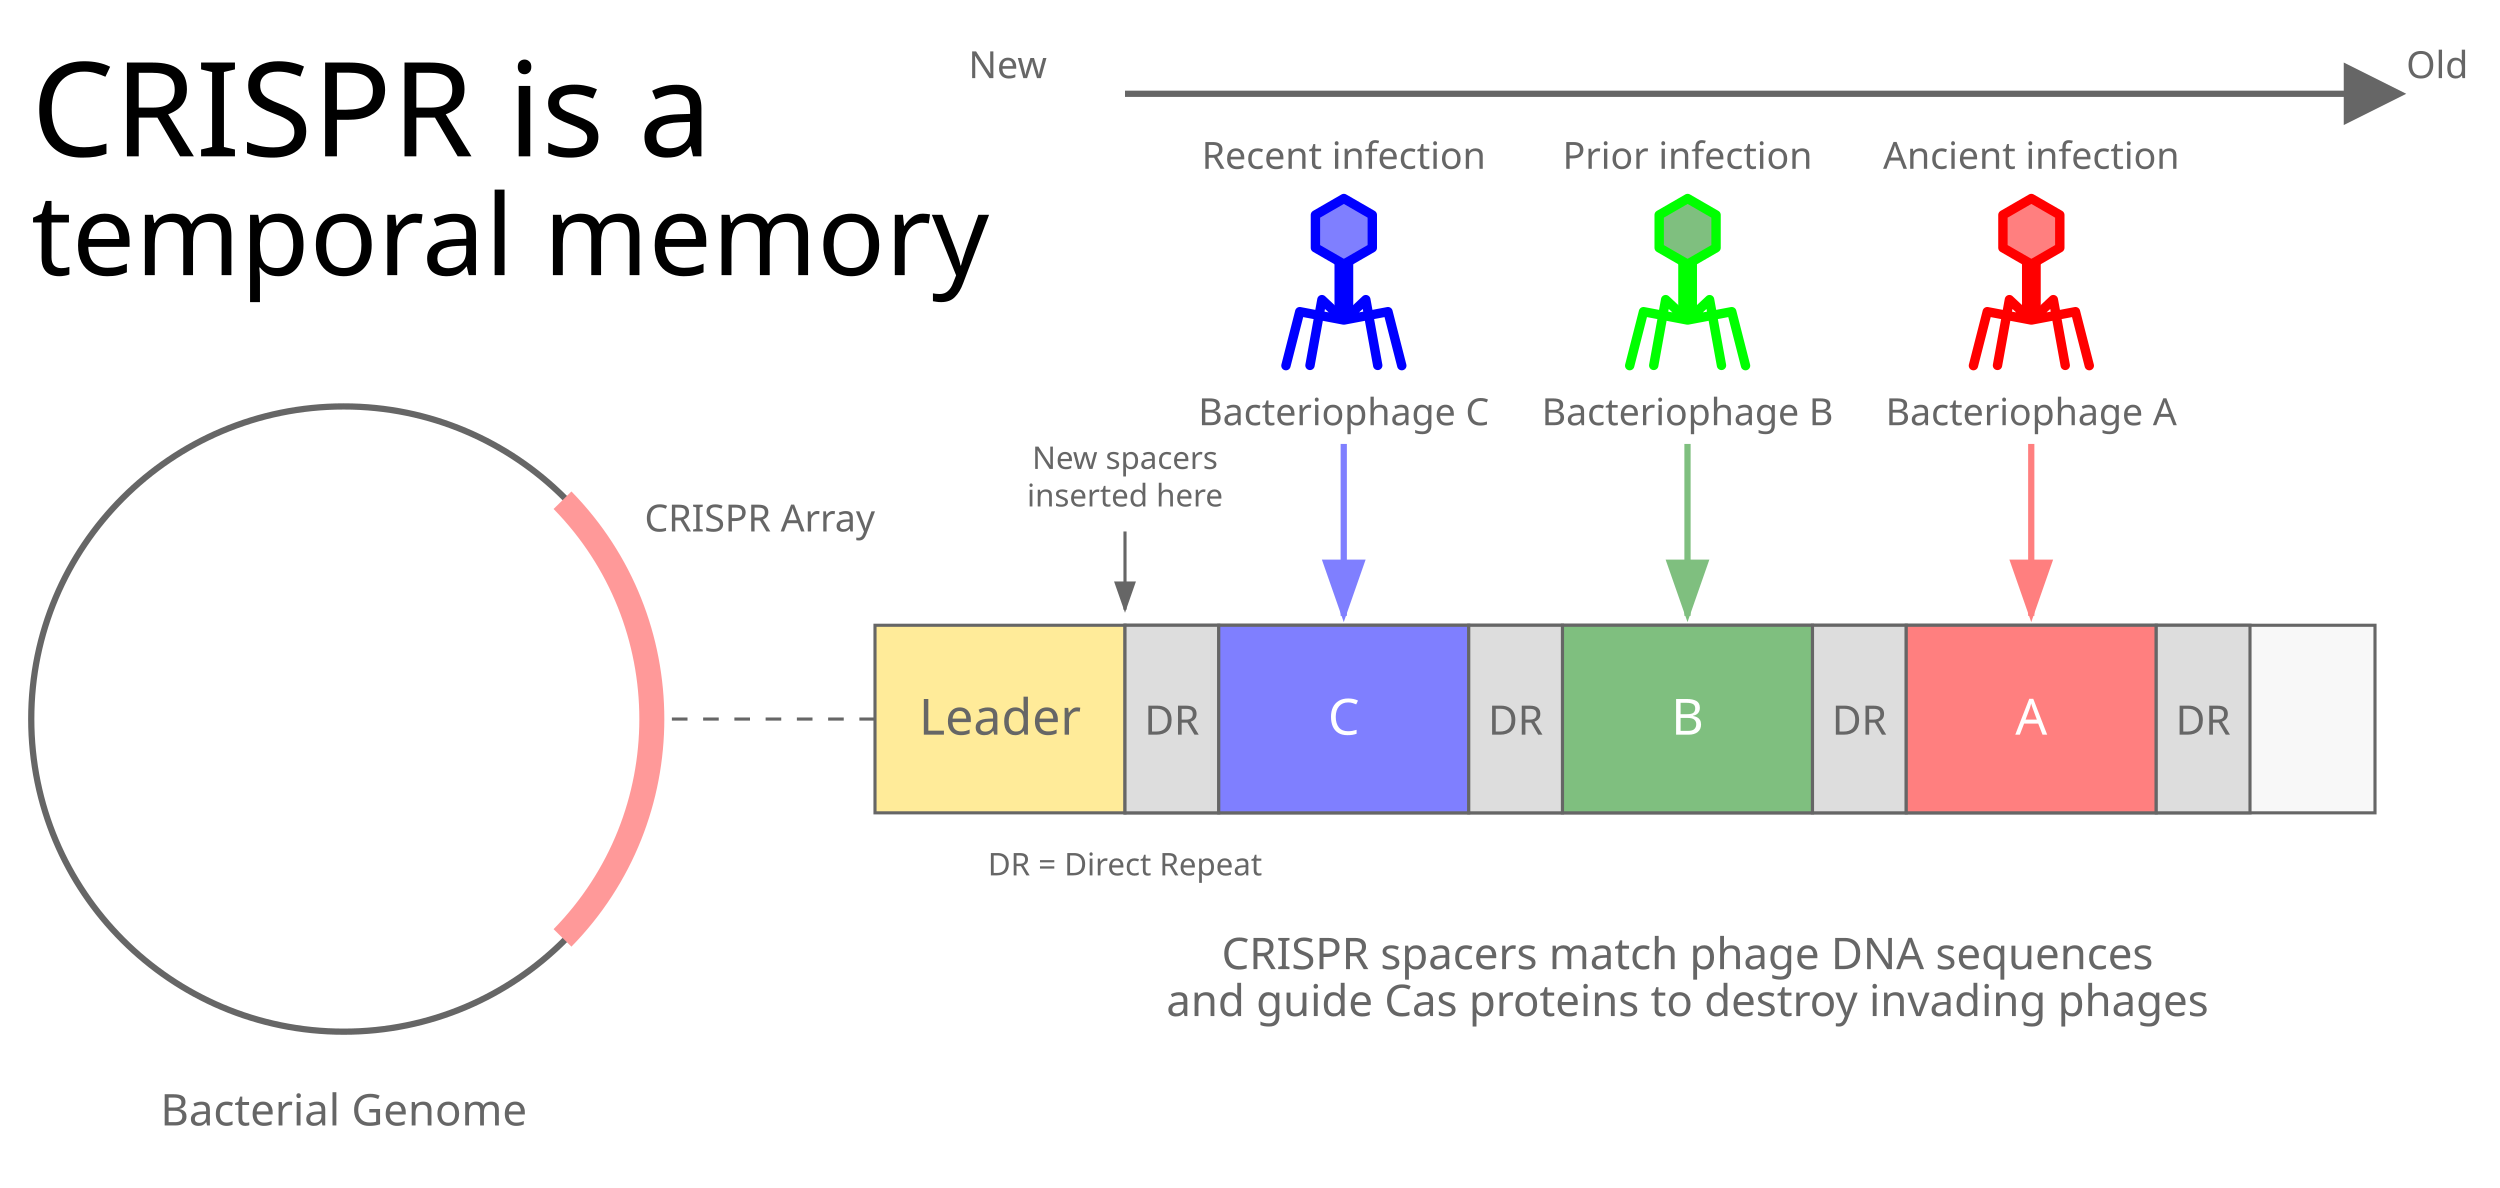 CRISPR is a
temporal memory
New
Old
Recent infection
Prior infection
Ancient infection
Bacteriophage C
Bacteriophage B
Bacteriophage A
New spacers
inserted here
CRISPR Array
Leader
DR
C
DR
B
DR
A
DR
DR = Direct Repeat
CRISPR spacers match phage DNA sequences
and guide Cas proteins to destroy invading phages
Bacterial Genome